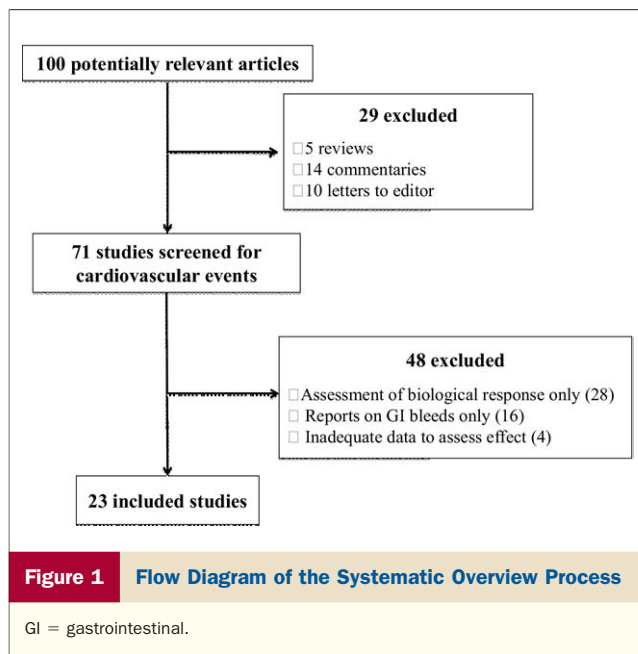 100 potentially relevant articles
29 excluded
5 reviews
14 commentaries
10 letters to editor
71 studies screened for
cardiovascular events
48 excluded
Assessment of biological response only (28)
Reports on GI bleeds only (16)
Inadequate data to assess effect (4)
23 included studies
Figure 1 Flow Diagram of the Systematic Overview Process
GI = gastrointestinal.